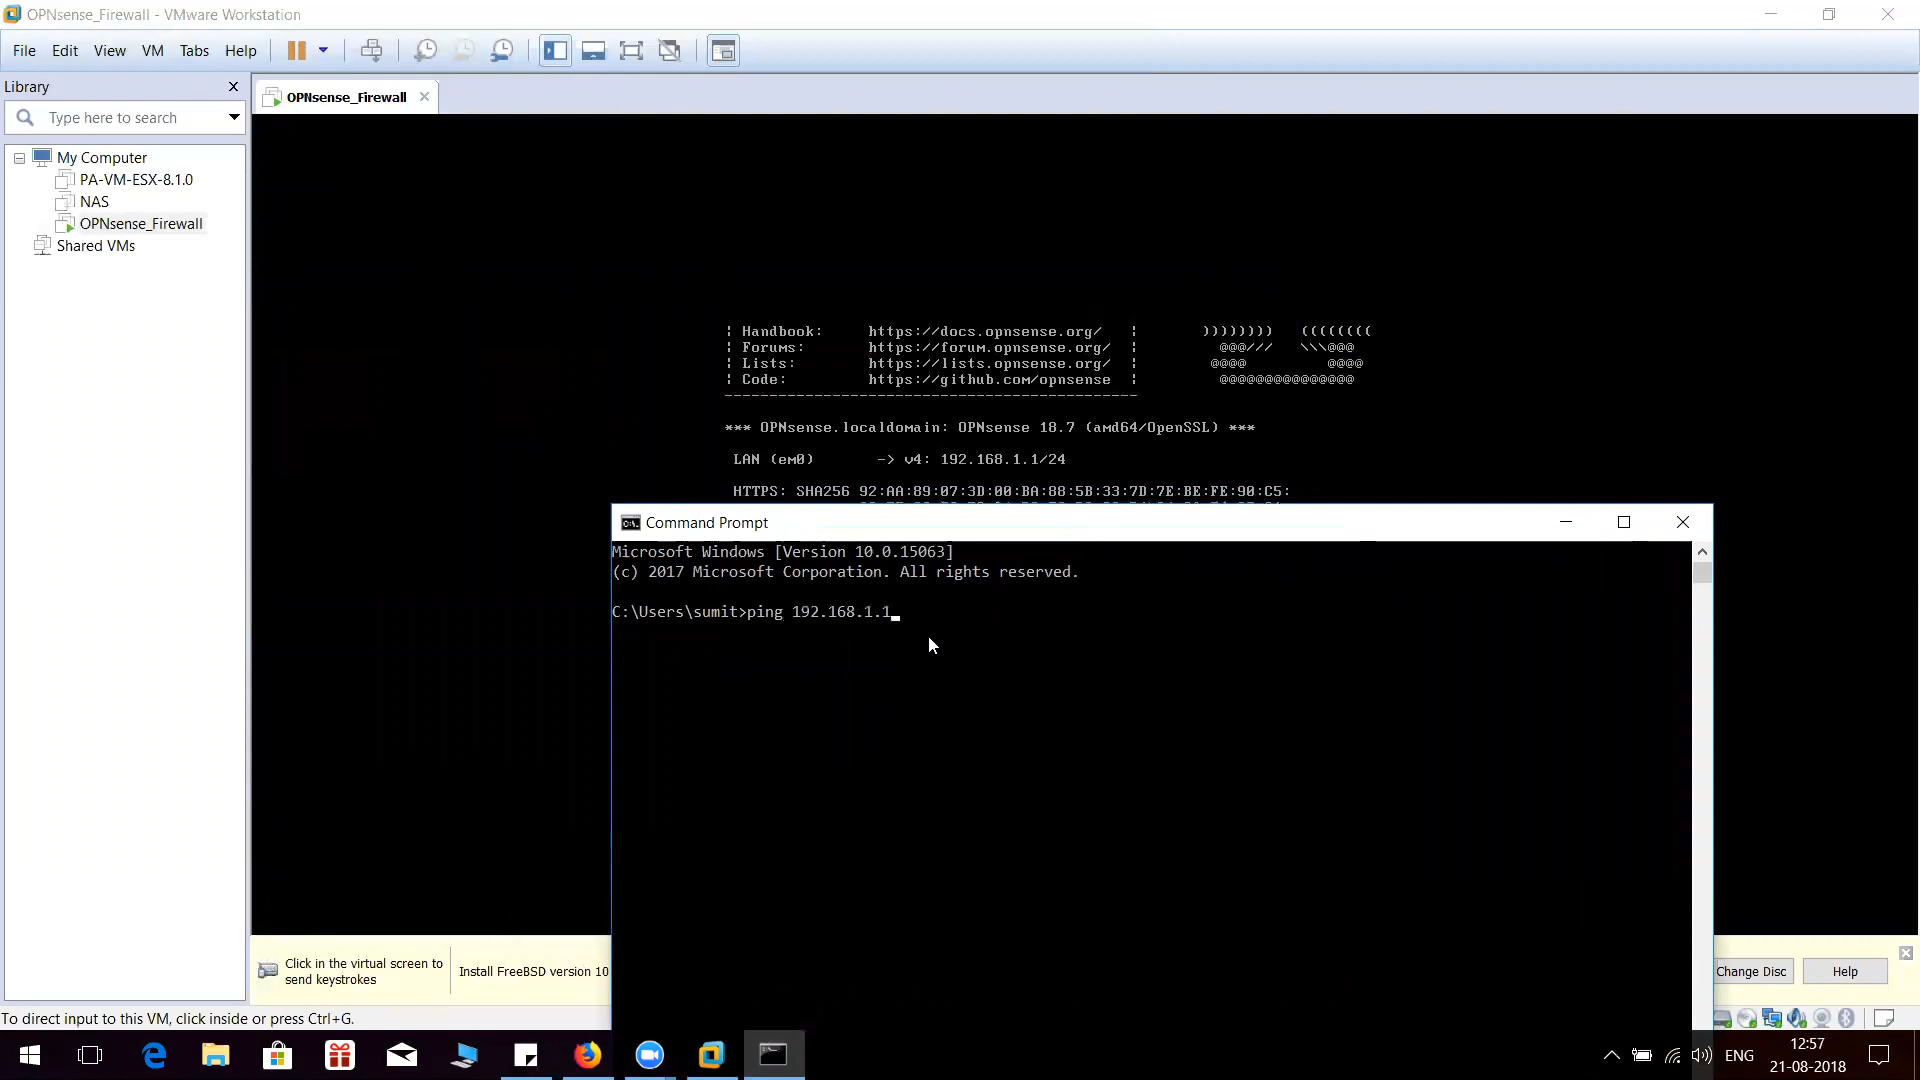 OPNsense_Firewall - VMware Workstation
File Edit View VM Tabs Help
Library
Type here to search
My Computer
PA-VM-ESX-8.1.0
NAS
OPNsense_Firewall
Shared VMs
OPNsense_Firewall
| Handbook: https://docs.opnsense.org/ | )))))))) ((((((((
| Forums: https://forum.opnsense.org/ | @@@/// \\\@@@
| Lists: https://lists.opnsense.org/ | @@@@ @@@@
| Code: https://github.com/opnsense | @@@@@@@@@@@@@@@
----------------------------------------------
*** OPNsense.localdomain: OPNsense 18.7 (amd64/OpenSSL) ***
LAN (em0) -> v4: 192.168.1.1/24
HTTPS: SHA256 92:AA:89:07:3D:00:BA:88:5B:33:7D:7E:BE:FE:90:C5:
Command Prompt
Microsoft Windows [Version 10.0.15063]
(c) 2017 Microsoft Corporation. All rights reserved.
C:\Users\sumit>ping 192.168.1.1
Click in the virtual screen to
send keystrokes
Install FreeBSD version 10
Change Disc
Help
To direct input to this VM, click inside or press Ctrl+G.
ENG
12:57
21-08-2018